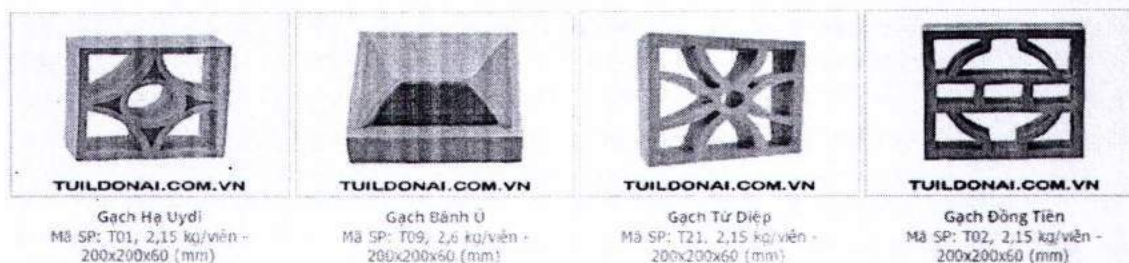 TUILDONAI.COM.VN
Gạch Hạ Uydi
Mã SP: T01, 2,15 kg/viên -
200x200x60 (mm)
TUILDONAI.COM.VN
Gạch Bánh Ú
Mã SP: T09, 2,6 kg/viên -
200x200x60 (mm)
TUILDONAI.COM.VN
Gạch Tứ Diệp
Mã SP: T21, 2,15 kg/viên -
200x200x60 (mm)
TUILDONAI.COM.VN
Gạch Đồng Tiền
Mã SP: T02, 2,15 kg/viên -
200x200x60 (mm)